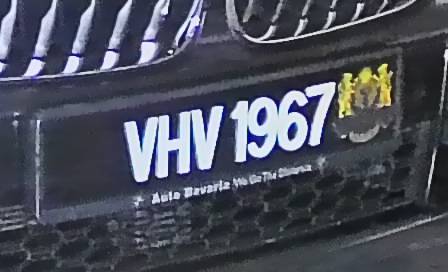 VHV 1967
Auto Bavaria We Go The Distance